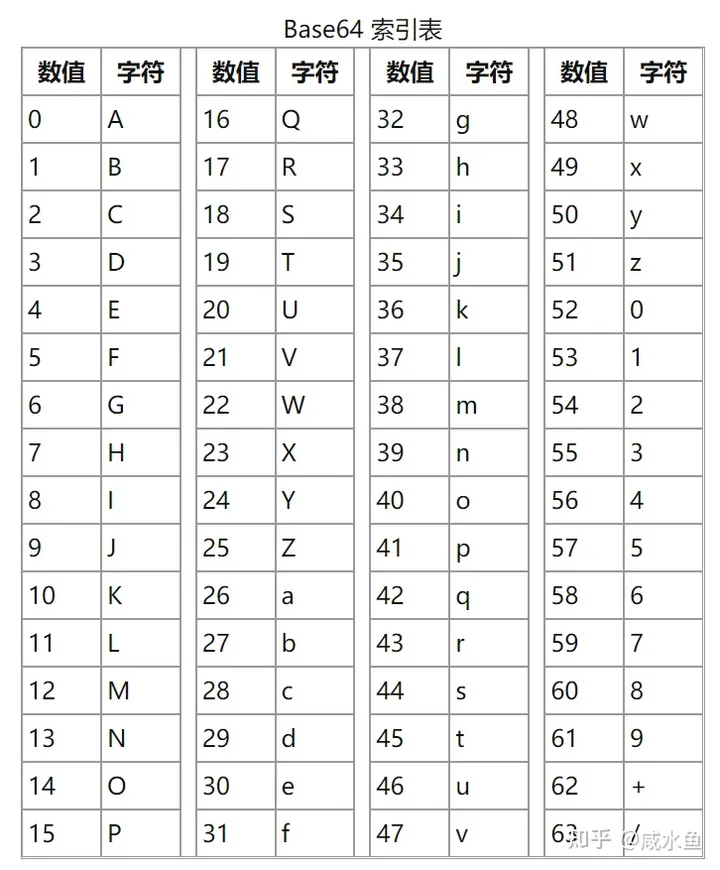 Base64 索引表
数值 字符 数值 字符 数值 字符 数值 字符
0 A 16 Q 32 g 48 w
1 B 17 R 33 h 49 x
2 C 18 S 34 i 50 y
3 D 19 T 35 j 51 z
4 E 20 U 36 k 52 0
5 F 21 V 37 l 53 1
6 G 22 W 38 m 54 2
7 H 23 X 39 n 55 3
8 I 24 Y 40 o 56 4
9 J 25 Z 41 p 57 5
10 K 26 a 42 q 58 6
11 L 27 b 43 r 59 7
12 M 28 c 44 s 60 8
13 N 29 d 45 t 61 9
14 O 30 e 46 u 62 +
15 P 31 f 47 v 63 /
知乎 @咸水鱼